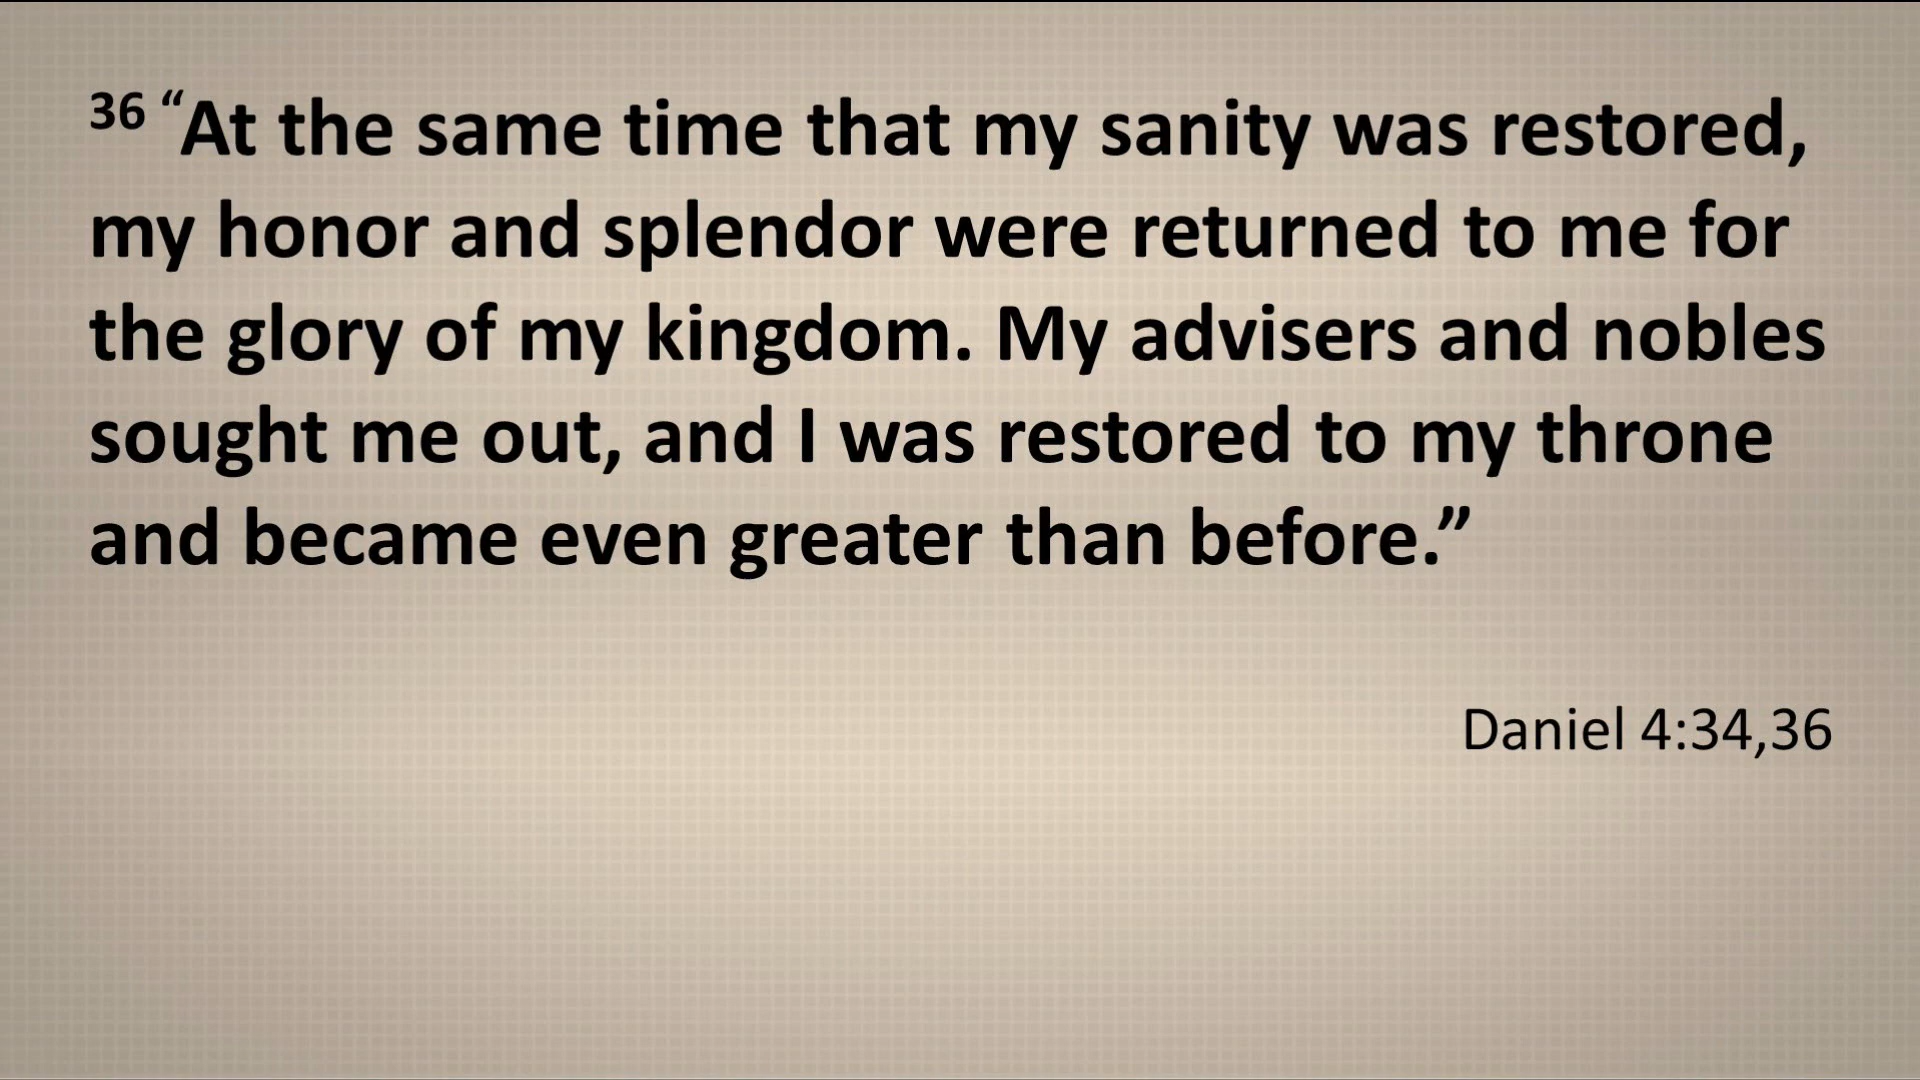 36 “At the same time that my sanity was restored,
my honor and splendor were returned to me for
the glory of my kingdom. My advisers and nobles
sought me out, and I was restored to my throne
and became even greater than before.”
Daniel 4:34,36